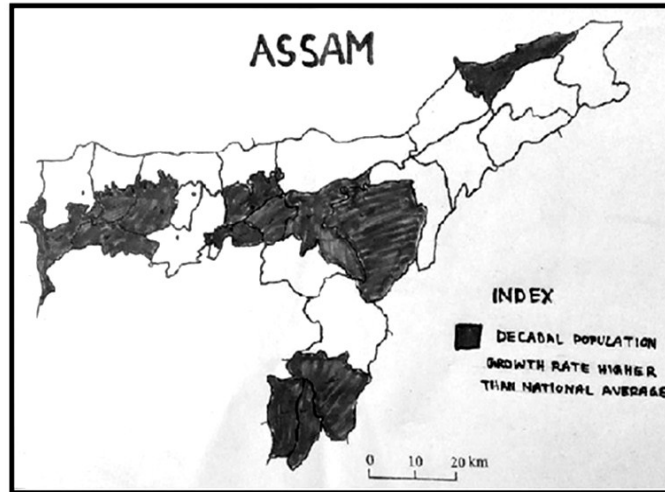 ASSAM
INDEX
DECADAL POPULATION
GROWTH RATE HIGHER
THAN NATIONAL AVERAGE
0 10 20 km